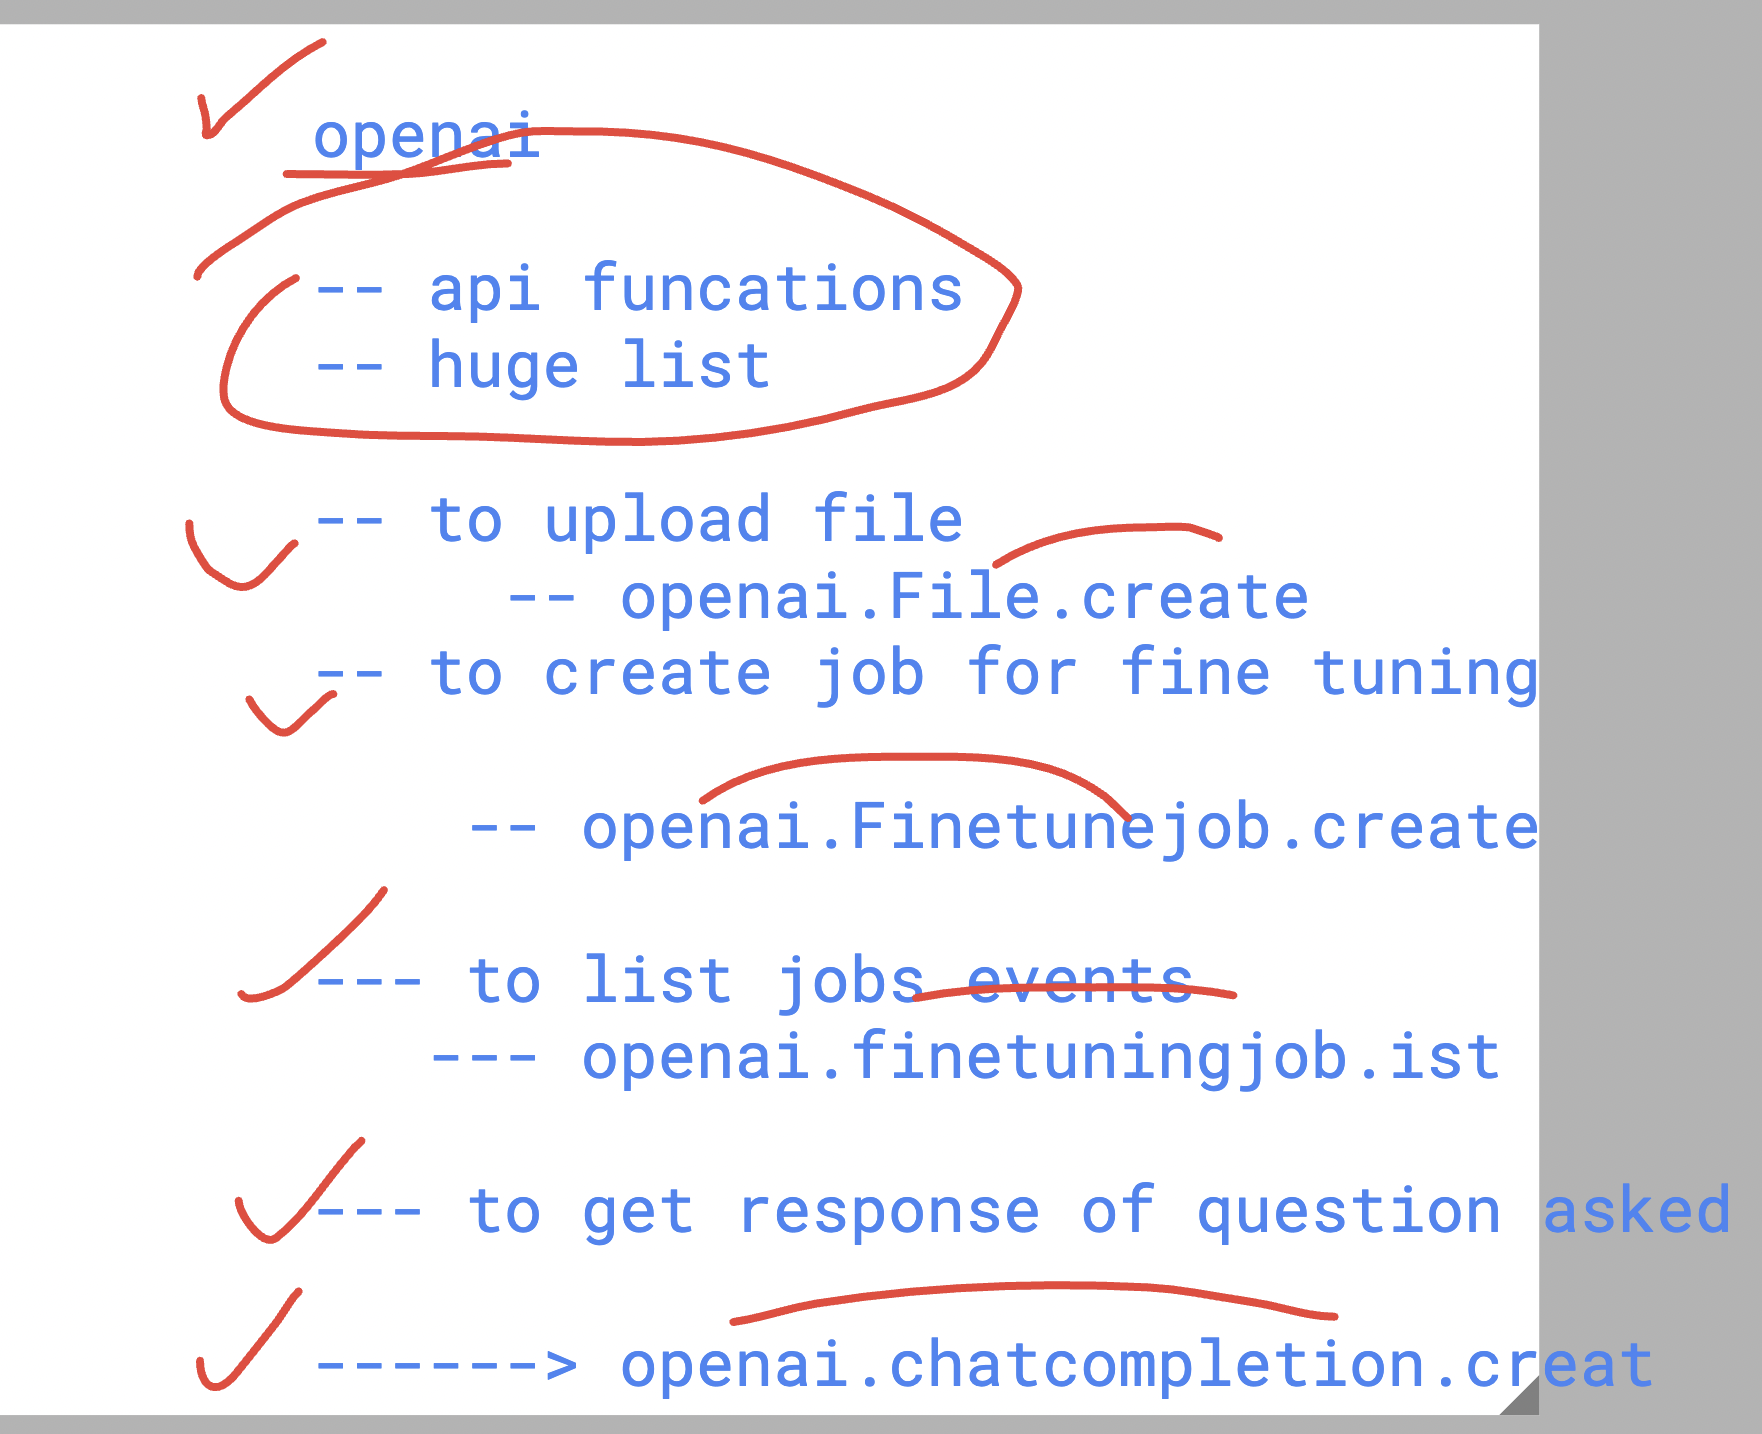 openai
-- api funcations
-- huge list
-- to upload file
-- openai.File.create
-- to create job for fine tuning
-- openai.Finetunejob.create
--- to list jobs events
--- openai.finetuningjob.ist
--- to get response of question asked
------> openai.chatcompletion.creat